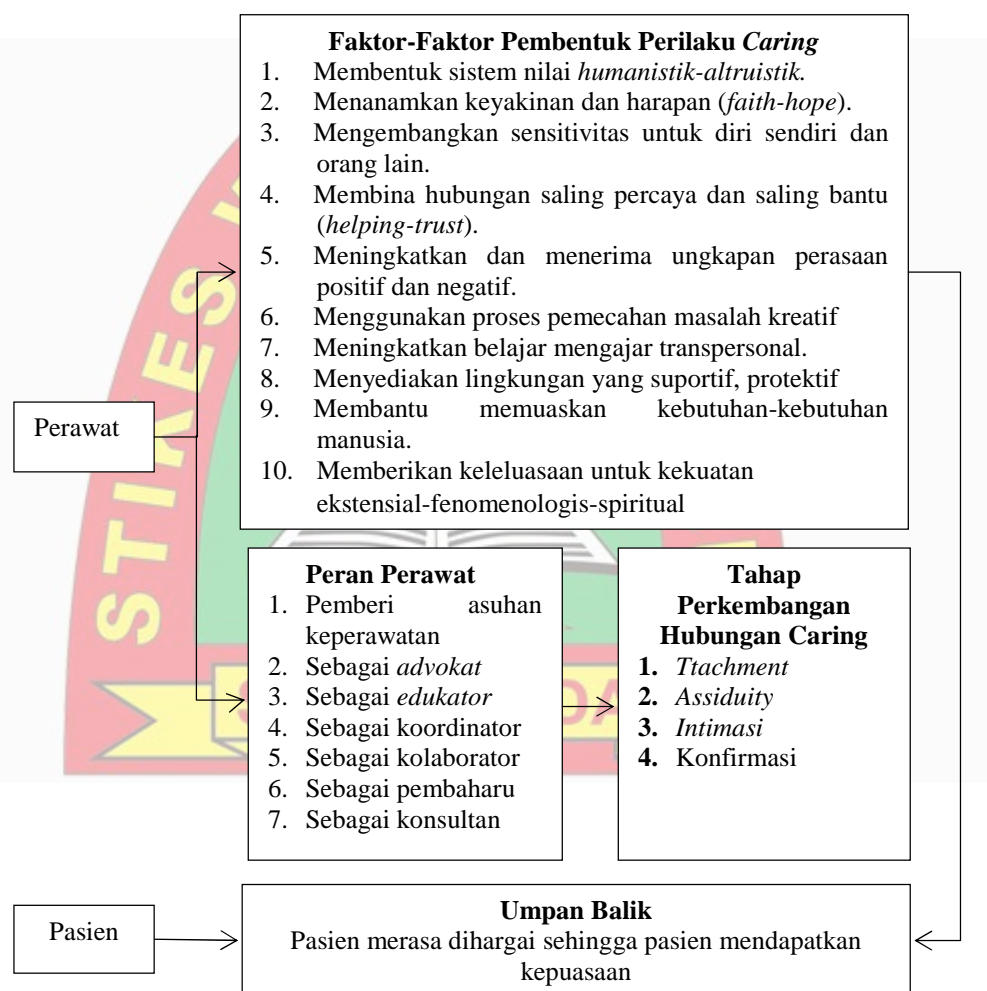 Faktor-Faktor Pembentuk Perilaku Caring
1. Membentuk sistem nilai humanistik-altruistik.
2. Menanamkan keyakinan dan harapan (faith-hope).
3. Mengembangkan sensitivitas untuk diri sendiri dan
orang lain.
4. Membina hubungan saling percaya dan saling bantu
(helping-trust).
5. Meningkatkan dan menerima ungkapan perasaan
positif dan negatif.
6. Menggunakan proses pemecahan masalah kreatif
7. Meningkatkan belajar mengajar transpersonal.
8. Menyediakan lingkungan yang suportif, protektif
9. Membantu memuaskan kebutuhan-kebutuhan
manusia.
10. Memberikan keleluasaan untuk kekuatan
ekstensial-fenomenologis-spiritual
Perawat
STIKES
Peran Perawat
1. Pemberi asuhan
keperawatan
2. Sebagai advokat
3. Sebagai edukator
4. Sebagai koordinator
5. Sebagai kolaborator
6. Sebagai pembaharu
7. Sebagai konsultan
Tahap
Perkembangan
Hubungan Caring
1. Ttachment
2. Assiduity
3. Intimasi
4. Konfirmasi
Pasien
Umpan Balik
Pasien merasa dihargai sehingga pasien mendapatkan
kepuasaan